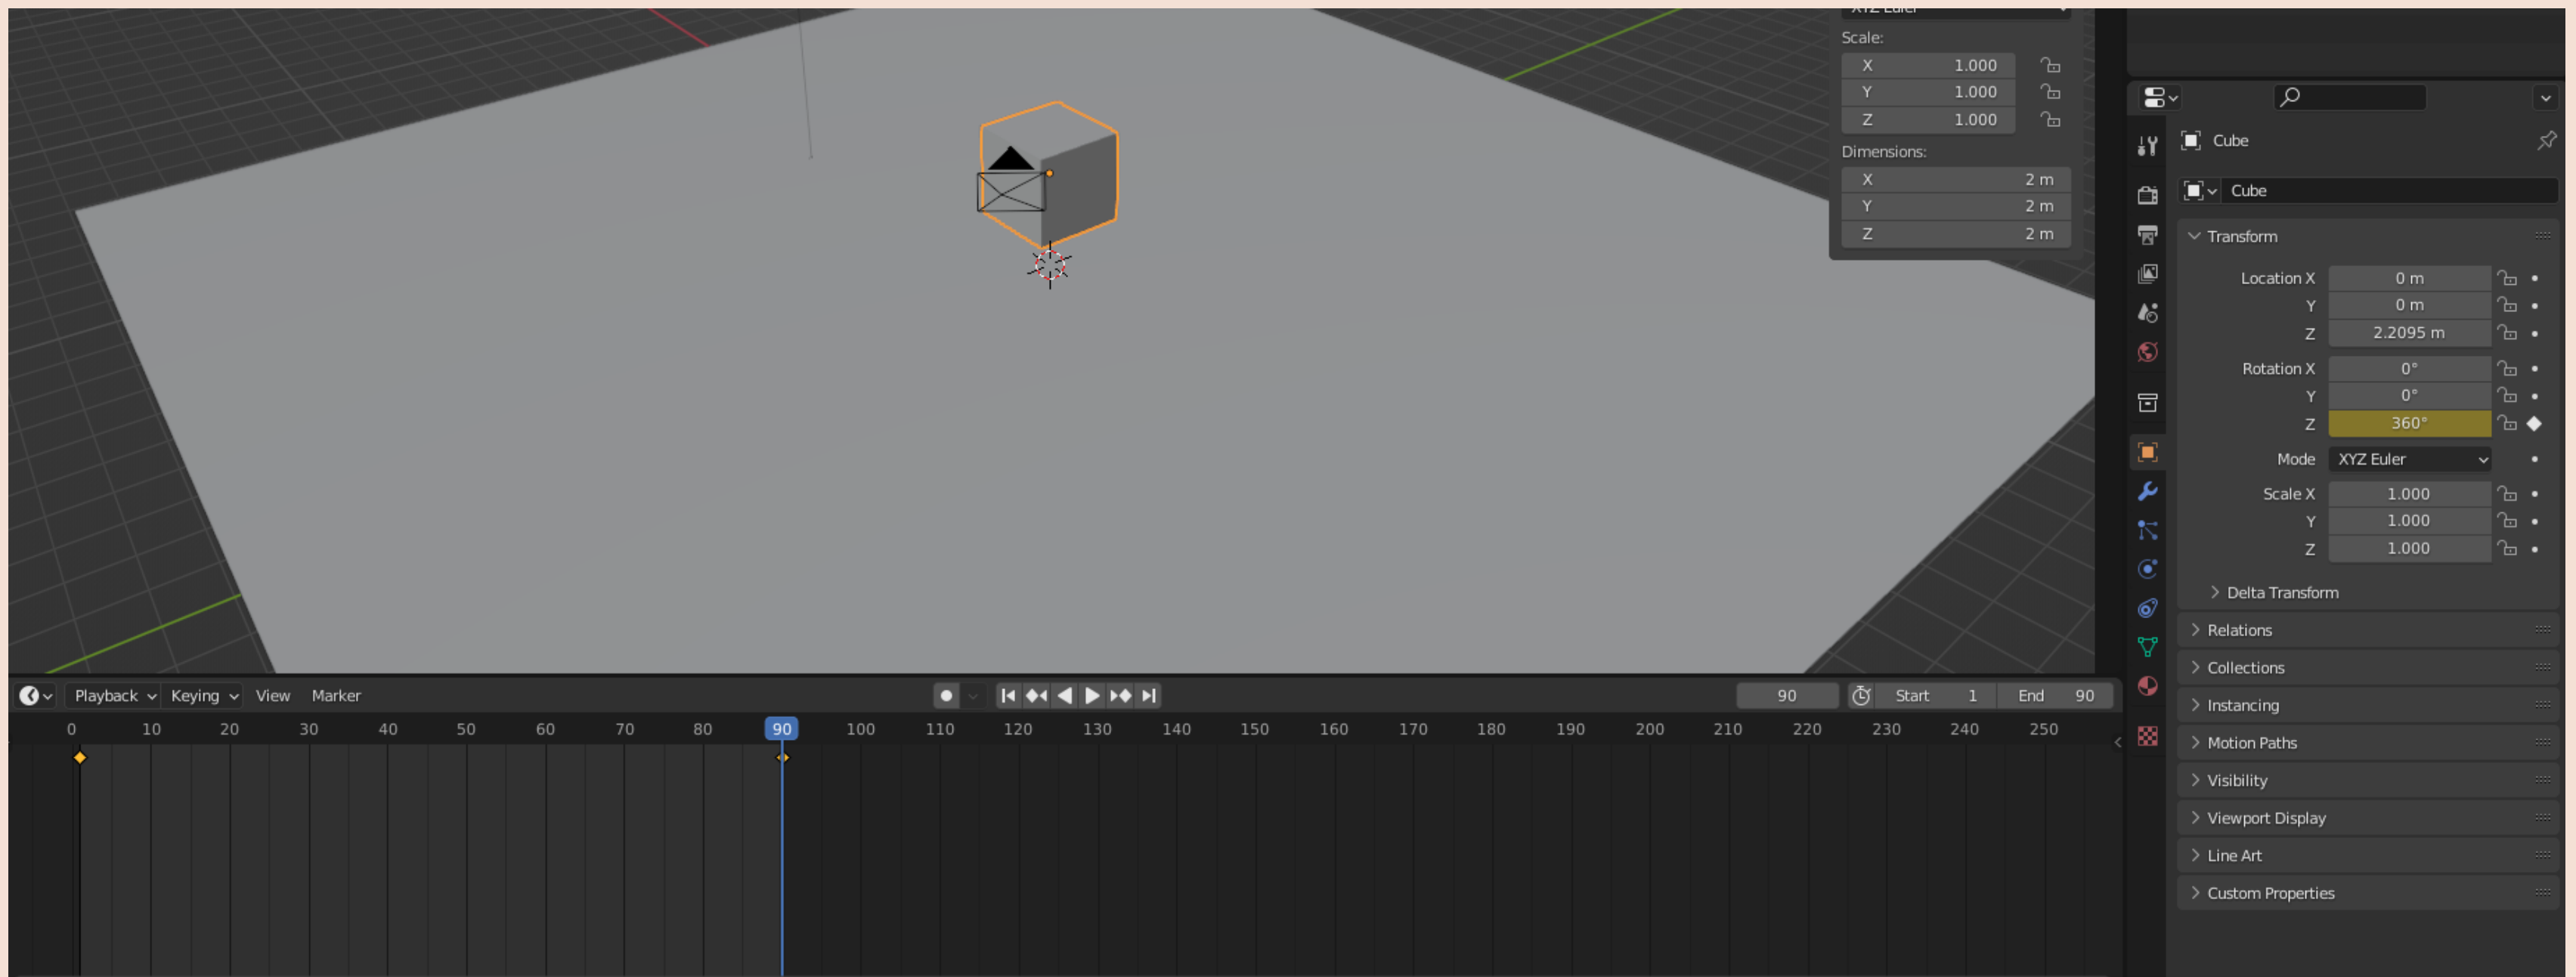 XYZ Euler
Scale:
X 1.000
Y 1.000
Z 1.000
Dimensions:
X 2 m
Y 2 m
Z 2 m
Cube
Cube
Transform
Location X 0 m
Y 0 m
Z 2.2095 m
Rotation X 0°
Y 0°
Z 360°
Mode XYZ Euler
Scale X 1.000
Y 1.000
Z 1.000
Delta Transform
Relations
Collections
Instancing
Motion Paths
Visibility
Viewport Display
Line Art
Custom Properties
Playback Keying View Marker 90 Start 1 End 90
0 10 20 30 40 50 60 70 80 90 100 110 120 130 140 150 160 170 180 190 200 210 220 230 240 250